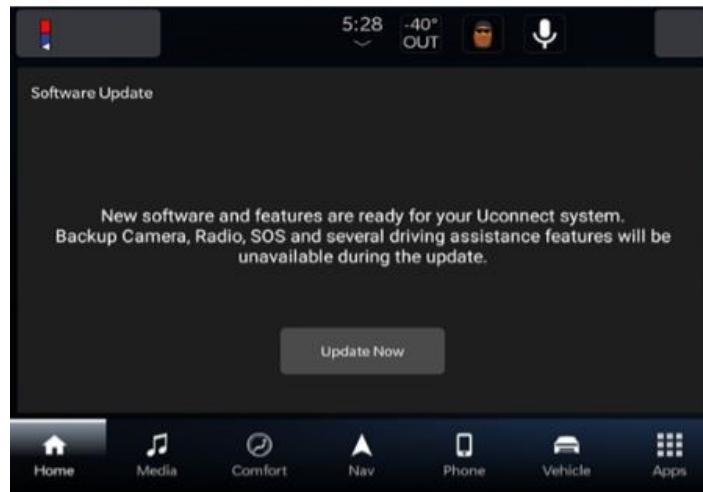 5:28
-40°
OUT
Software Update
New software and features are ready for your Uconnect system.
Backup Camera, Radio, SOS and several driving assistance features will be
unavailable during the update.
Update Now
Home
Media
Comfort
Nav
Phone
Vehicle
Apps